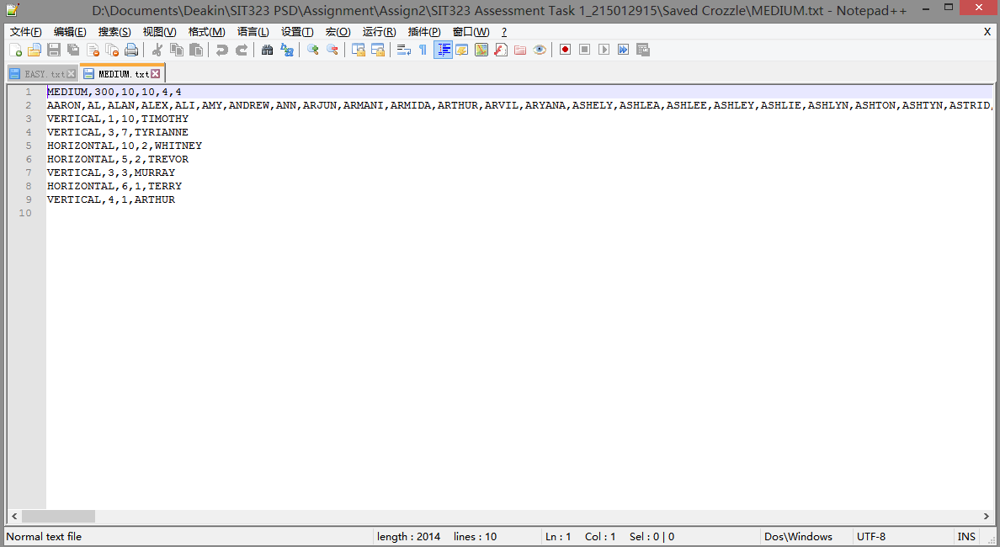 D:\Documents\Deakin\SIT323 PSD\Assignment\Assign2\SIT323 Assessment Task 1_215012915\Saved Crozzle\MEDIUM.txt - Notepad++
文件(F) 编辑(E) 搜索(S) 视图(V) 格式(M) 语言(L) 设置(T) 宏(O) 运行(R) 插件(P) 窗口(W) ? X
EASY.txt MEDIUM.txt
1 MEDIUM,300,10,10,4,4
2 AARON,AL,ALAN,ALEX,ALI,AMY,ANDREW,ANN,ARJUN,ARMANI,ARMIDA,ARTHUR,ARVIL,ARYANA,ASHELY,ASHLEA,ASHLEE,ASHLEY,ASHLIE,ASHLYN,ASHTON,ASHTYN,ASTRID,
3 VERTICAL,1,10,TIMOTHY
4 VERTICAL,3,7,TYRIANNE
5 HORIZONTAL,10,2,WHITNEY
6 HORIZONTAL,5,2,TREVOR
7 VERTICAL,3,3,MURRAY
8 HORIZONTAL,6,1,TERRY
9 VERTICAL,4,1,ARTHUR
10
Normal text file length : 2014 lines : 10 Ln : 1 Col : 1 Sel : 0 | 0 Dos\Windows UTF-8 INS